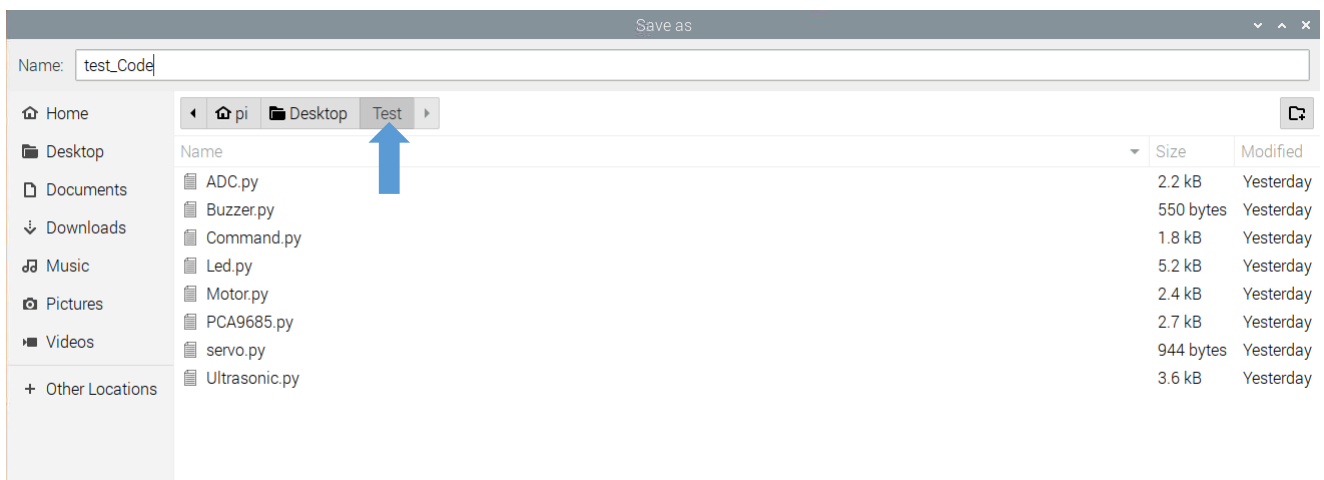 Save as
Name: test_Code
Home
Desktop
Documents
Downloads
Music
Pictures
Videos
+ Other Locations
pi Desktop Test
Name Size Modified
ADC.py 2.2 kB Yesterday
Buzzer.py 550 bytes Yesterday
Command.py 1.8 kB Yesterday
Led.py 5.2 kB Yesterday
Motor.py 2.4 kB Yesterday
PCA9685.py 2.7 kB Yesterday
servo.py 944 bytes Yesterday
Ultrasonic.py 3.6 kB Yesterday